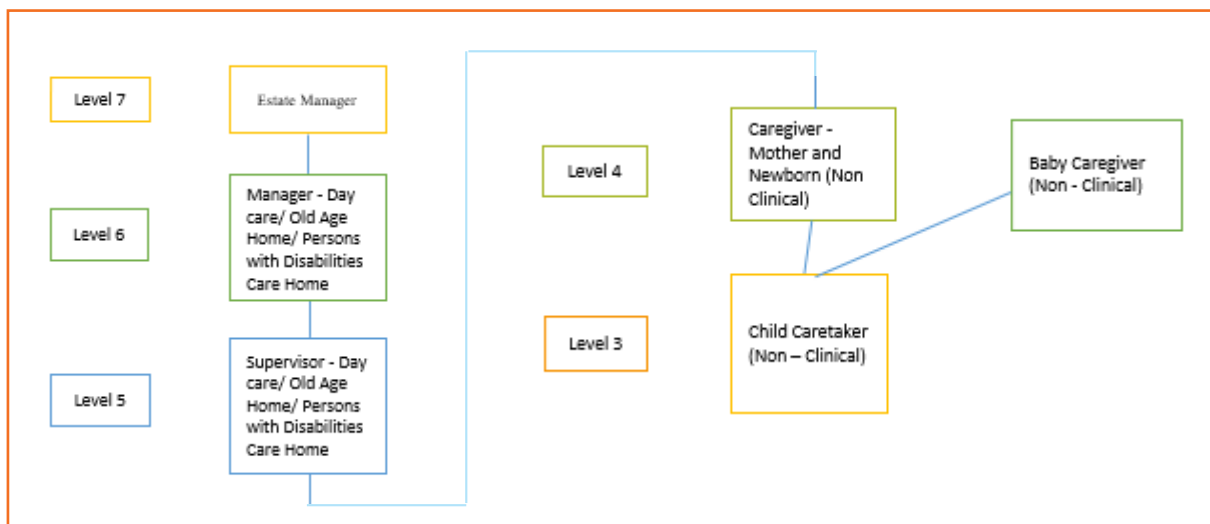 Level 7
Estate Manager
Level 6
Manager - Day
care/ Old Age
Home/ Persons
with Disabilities
Care Home
Level 5
Supervisor - Day
care/ Old Age
Home/ Persons
with Disabilities
Care Home
Level 4
Caregiver -
Mother and
Newborn (Non
Clinical)
Baby Caregiver
(Non - Clinical)
Level 3
Child Caretaker
(Non – Clinical)